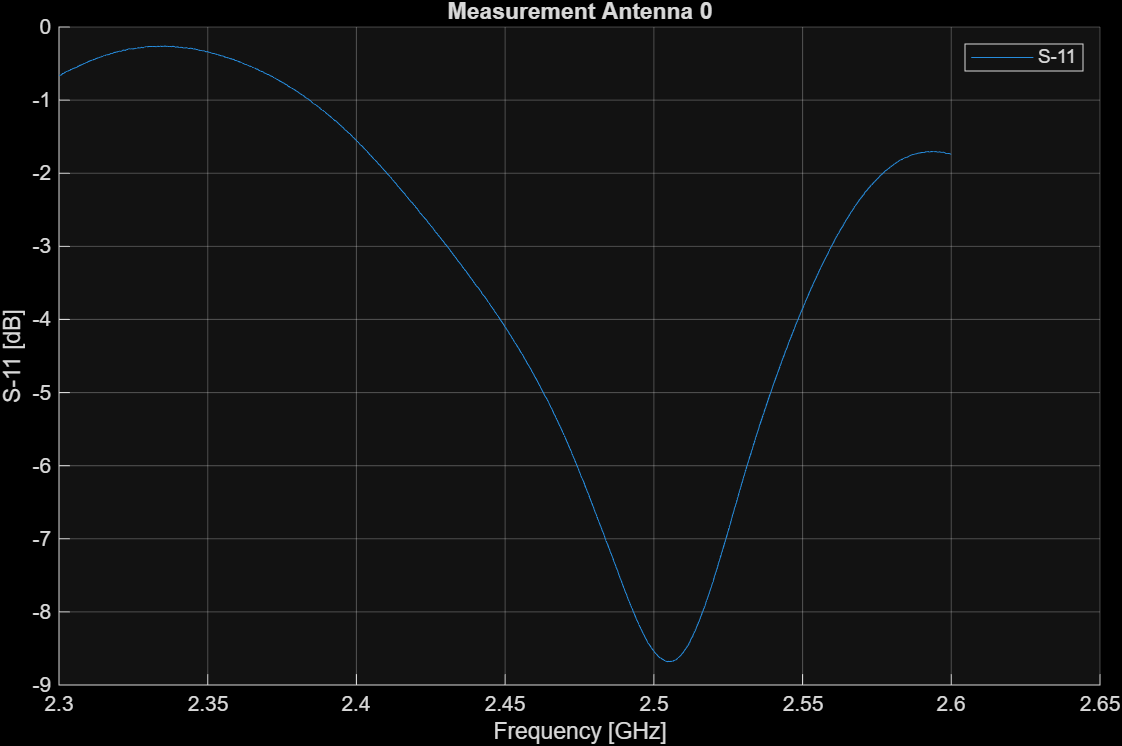 Measurement Antenna 0
S-11
0
-1
-2
-3
-4
-5
-6
-7
-8
-9
S-11 [dB]
2.3 2.35 2.4 2.45 2.5 2.55 2.6 2.65
Frequency [GHz]